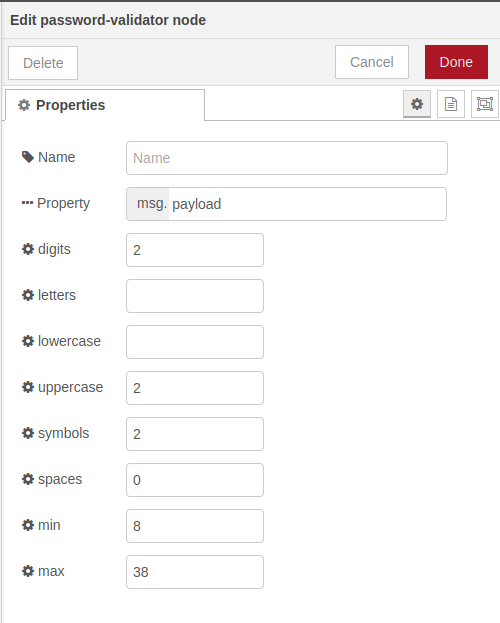 Edit password-validator node
Delete
Cancel
Done
Properties
Name
Name
Property
msg. payload
digits
2
letters
lowercase
uppercase
2
symbols
2
spaces
0
min
8
max
38